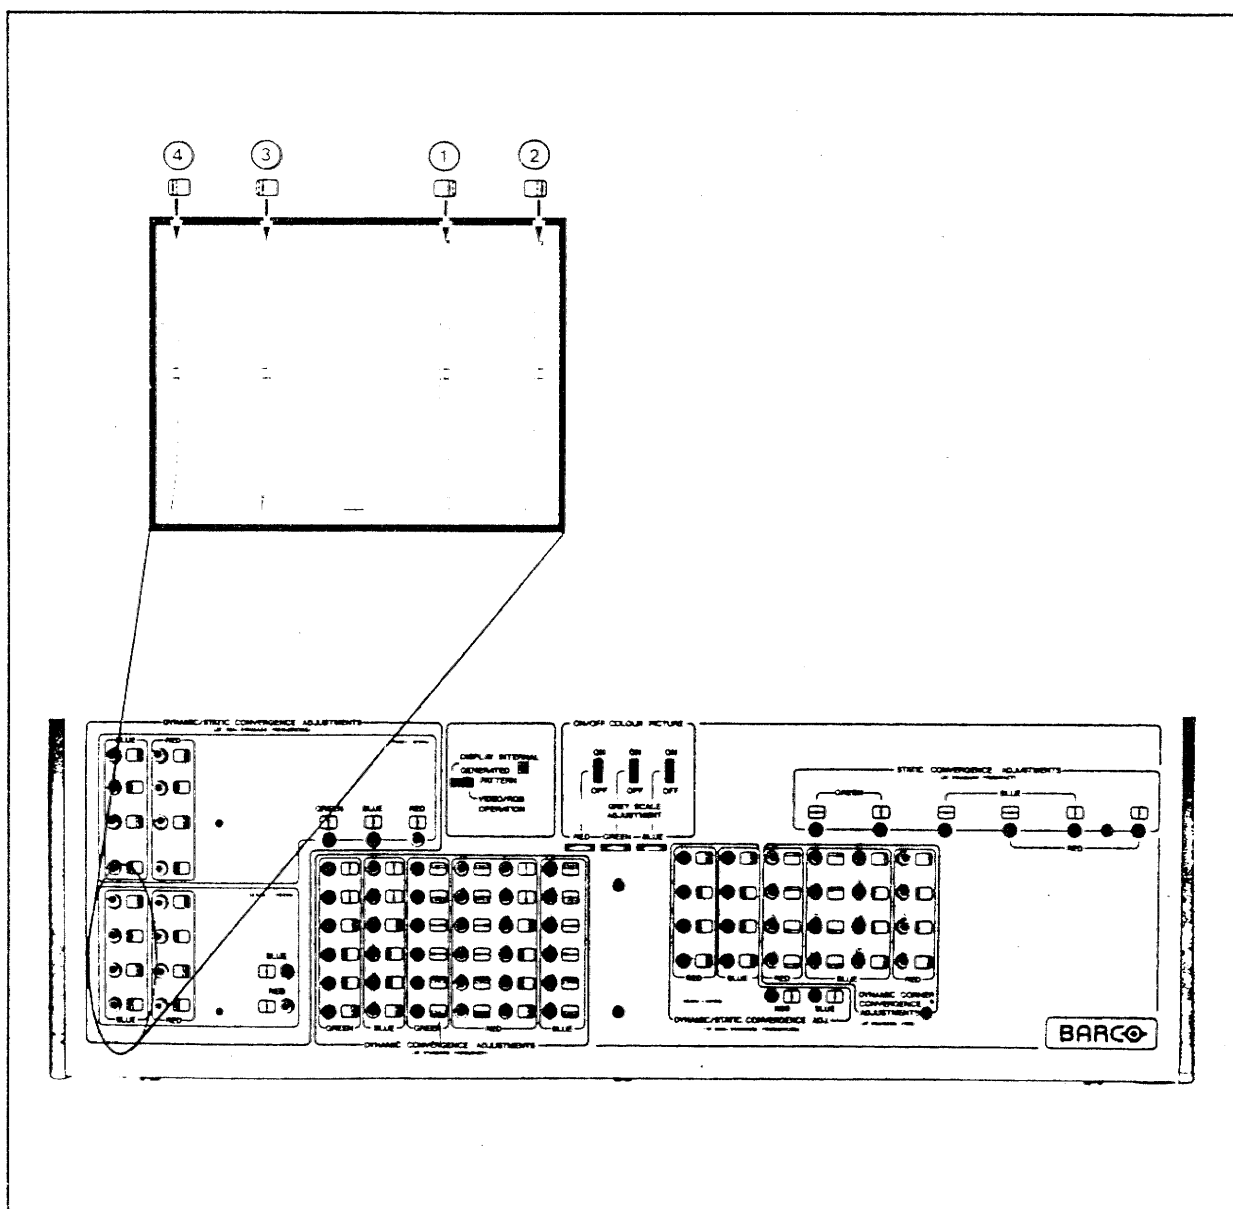 4 3 1 2
DYNAMIC/STATIC CONVERGENCE ADJUSTMENTS
BLUE RED
GREEN BLUE RED
DISPLAY INTERNAL
GENERATED
PATTERN
VIDEO/RGB
OPERATION
ON/OFF COLOUR PICTURE
ON ON ON
OFF OFF OFF
GREY SCALE
ADJUSTMENT
RED GREEN BLUE
STATIC CONVERGENCE ADJUSTMENTS
GREEN BLUE
RED
BLUE
RED
BLUE RED
GREEN BLUE GREEN RED BLUE
DYNAMIC CONVERGENCE ADJUSTMENTS
RED BLUE RED BLUE RED
RED BLUE
DYNAMIC/STATIC CONVERGENCE ADJ.
DYNAMIC CORNER
CONVERGENCE
ADJUSTMENTS
BARCO